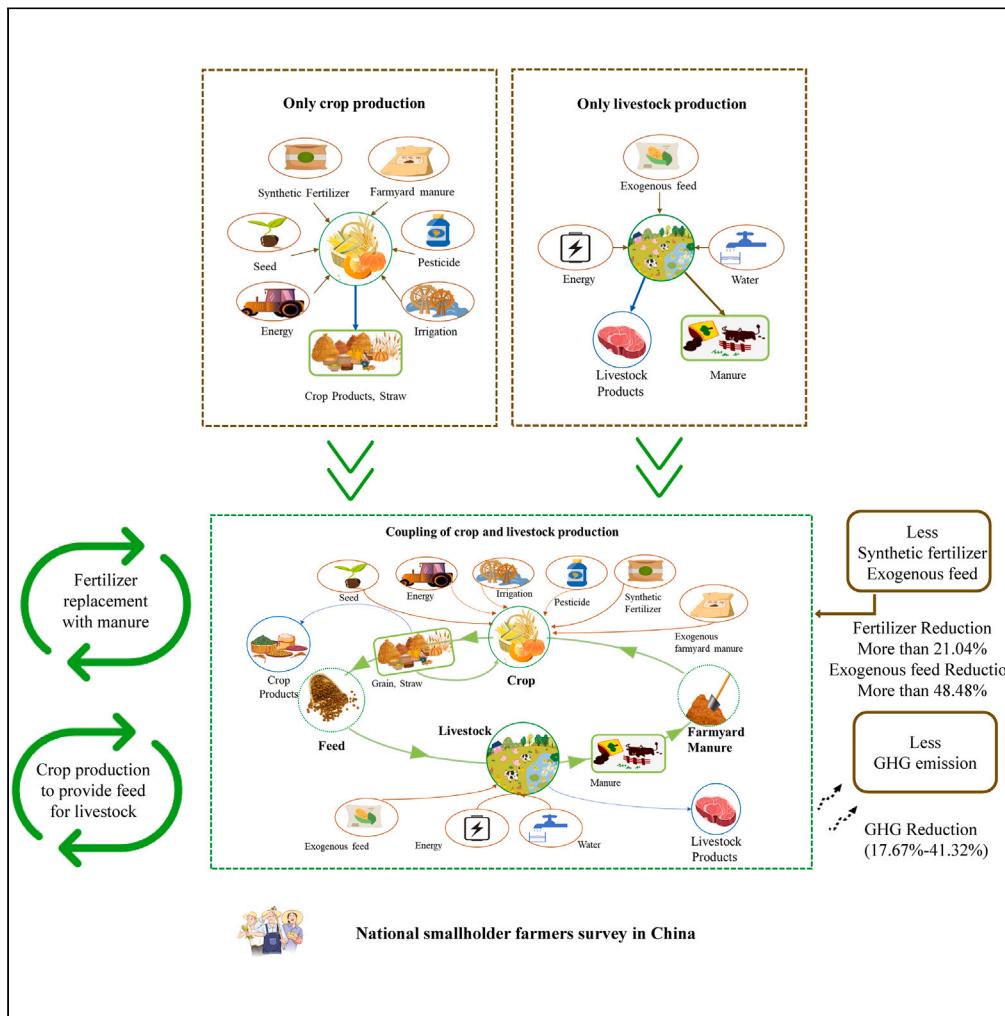 Only crop production
Synthetic Fertilizer
Farmyard manure
Seed
Pesticide
Energy
Irrigation
Crop Products, Straw
Only livestock production
Exogenous feed
Energy
Water
Livestock
Products
Manure
Fertilizer
replacement
with manure
Crop production
to provide feed
for livestock
Coupling of crop and livestock production
Seed
Energy
Irrigation
Pesticide
Synthetic
Fertilizer
Exogenous
farmyard manure
Crop
Products
Grain, Straw
Crop
Feed
Livestock
Farmyard
Manure
Manure
Exogenous feed
Energy
Water
Livestock
Products
Less
Synthetic fertilizer
Exogenous feed
Fertilizer Reduction
More than 21.04%
Exogenous feed Reduction
More than 48.48%
Less
GHG emission
GHG Reduction
(17.67%-41.32%)
National smallholder farmers survey in China